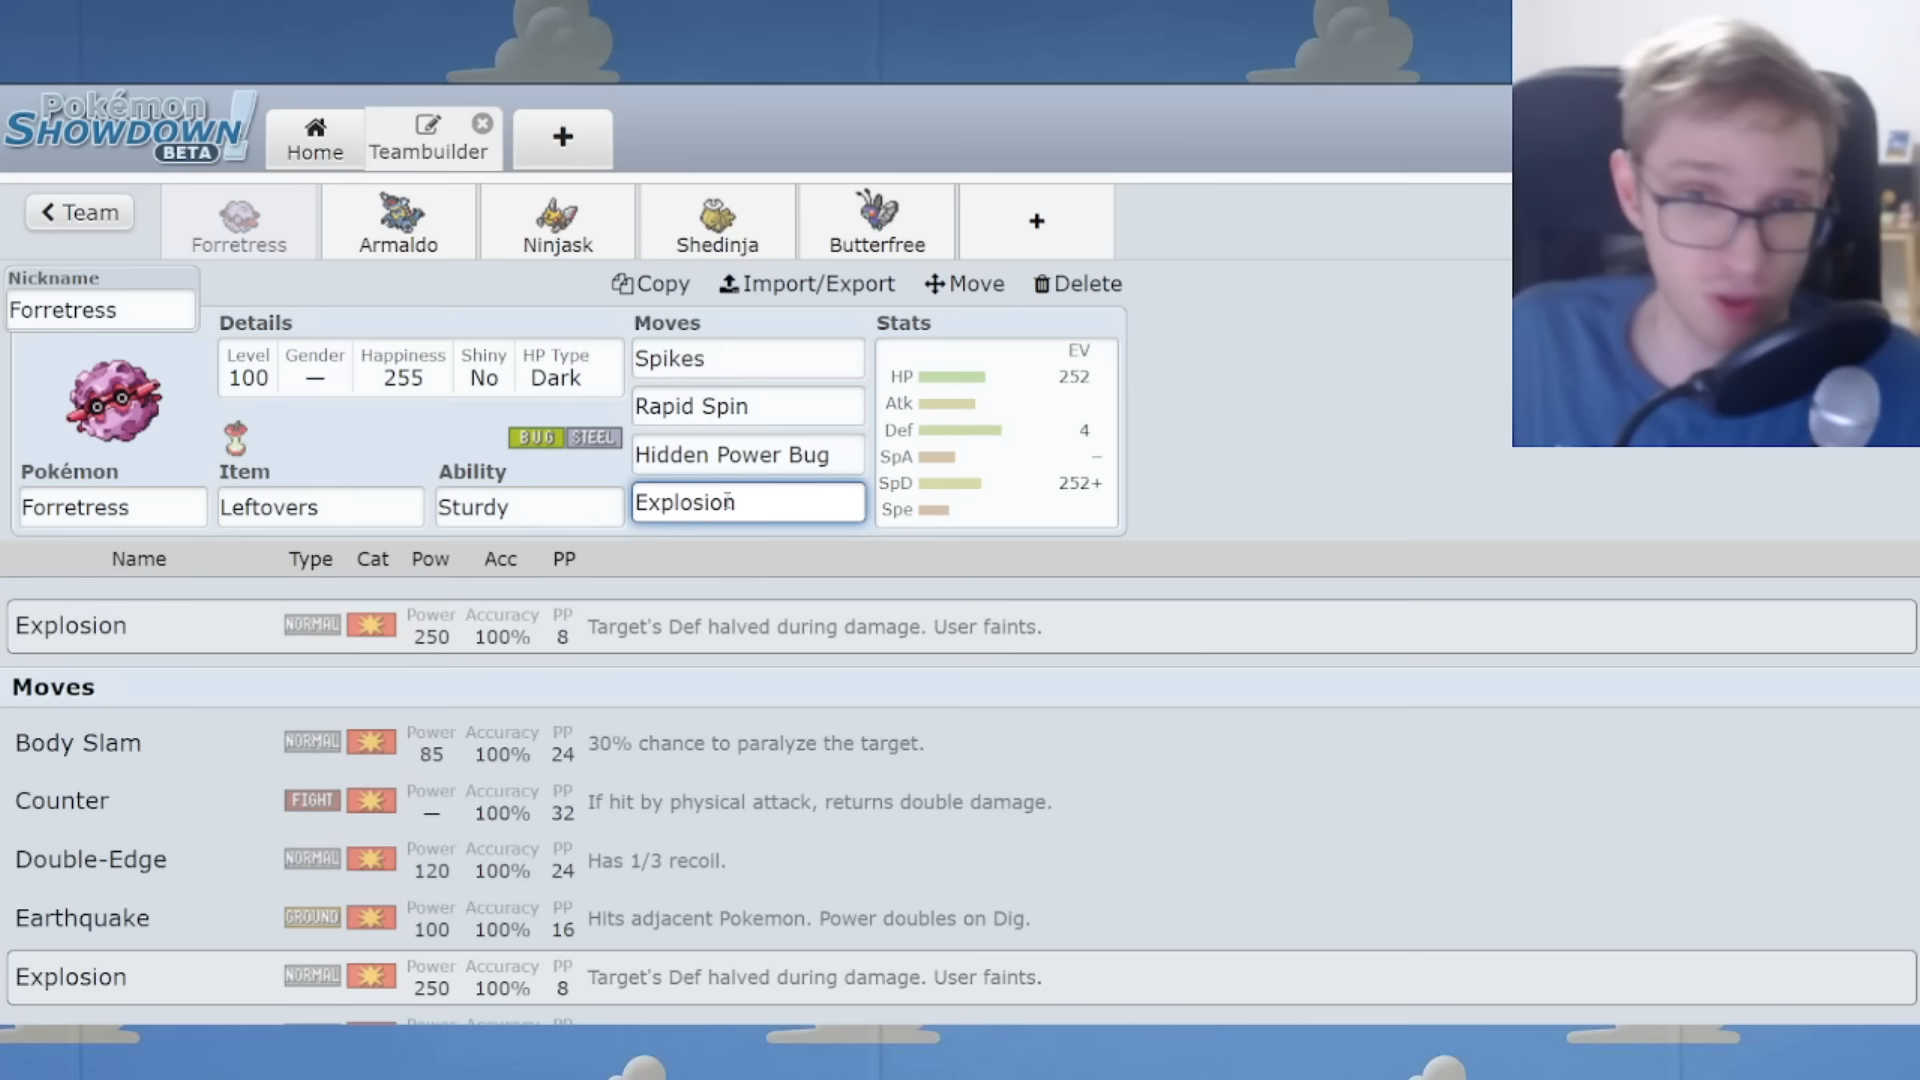 Pokémon
SHOWDOWN!
BETA
Home
Teambuilder
+
Team
Forretress
Armaldo
Ninjask
Shedinja
Butterfree
+
Copy
Import/Export
Move
Delete
Nickname
Forretress
Details
Level
100
Gender
—
Happiness
255
Shiny
No
HP Type
Dark
BUG STEEL
Pokémon
Forretress
Item
Leftovers
Ability
Sturdy
Moves
Spikes
Rapid Spin
Hidden Power Bug
Explosion
Stats
EV
HP 252
Atk
Def 4
SpA –
SpD 252+
Spe
Name Type Cat Pow Acc PP
Explosion NORMAL Power 250 Accuracy 100% PP 8 Target's Def halved during damage. User faints.
Moves
Body Slam NORMAL Power 85 Accuracy 100% PP 24 30% chance to paralyze the target.
Counter FIGHT Power — Accuracy 100% PP 32 If hit by physical attack, returns double damage.
Double-Edge NORMAL Power 120 Accuracy 100% PP 24 Has 1/3 recoil.
Earthquake GROUND Power 100 Accuracy 100% PP 16 Hits adjacent Pokemon. Power doubles on Dig.
Explosion NORMAL Power 250 Accuracy 100% PP 8 Target's Def halved during damage. User faints.